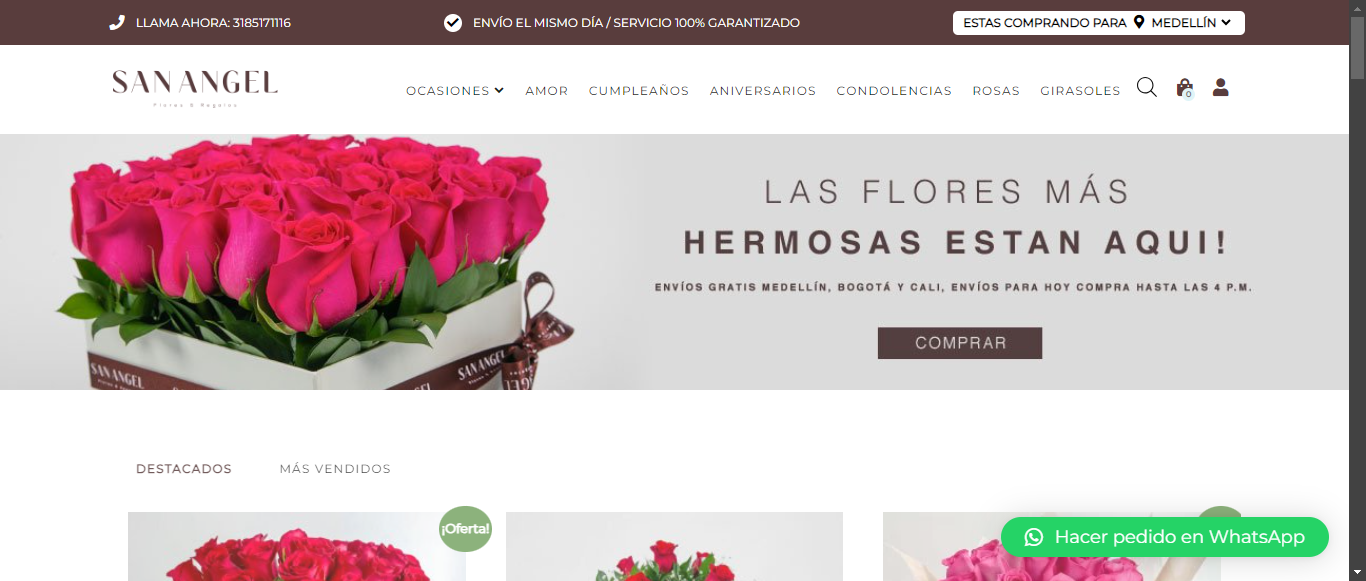 LLAMA AHORA: 3185171116
ENVÍO EL MISMO DÍA / SERVICIO 100% GARANTIZADO
ESTAS COMPRANDO PARA MEDELLÍN
SAN ANGEL
Flores & Regalos
OCASIONES AMOR CUMPLEAÑOS ANIVERSARIOS CONDOLENCIAS ROSAS GIRASOLES
0
LAS FLORES MÁS
HERMOSAS ESTAN AQUI!
ENVÍOS GRATIS MEDELLÍN, BOGOTÁ Y CALI, ENVÍOS PARA HOY COMPRA HASTA LAS 4 P.M.
COMPRAR
SAN ANGEL
SAN ANGEL
DESTACADOS MÁS VENDIDOS
¡Oferta!
Hacer pedido en WhatsApp